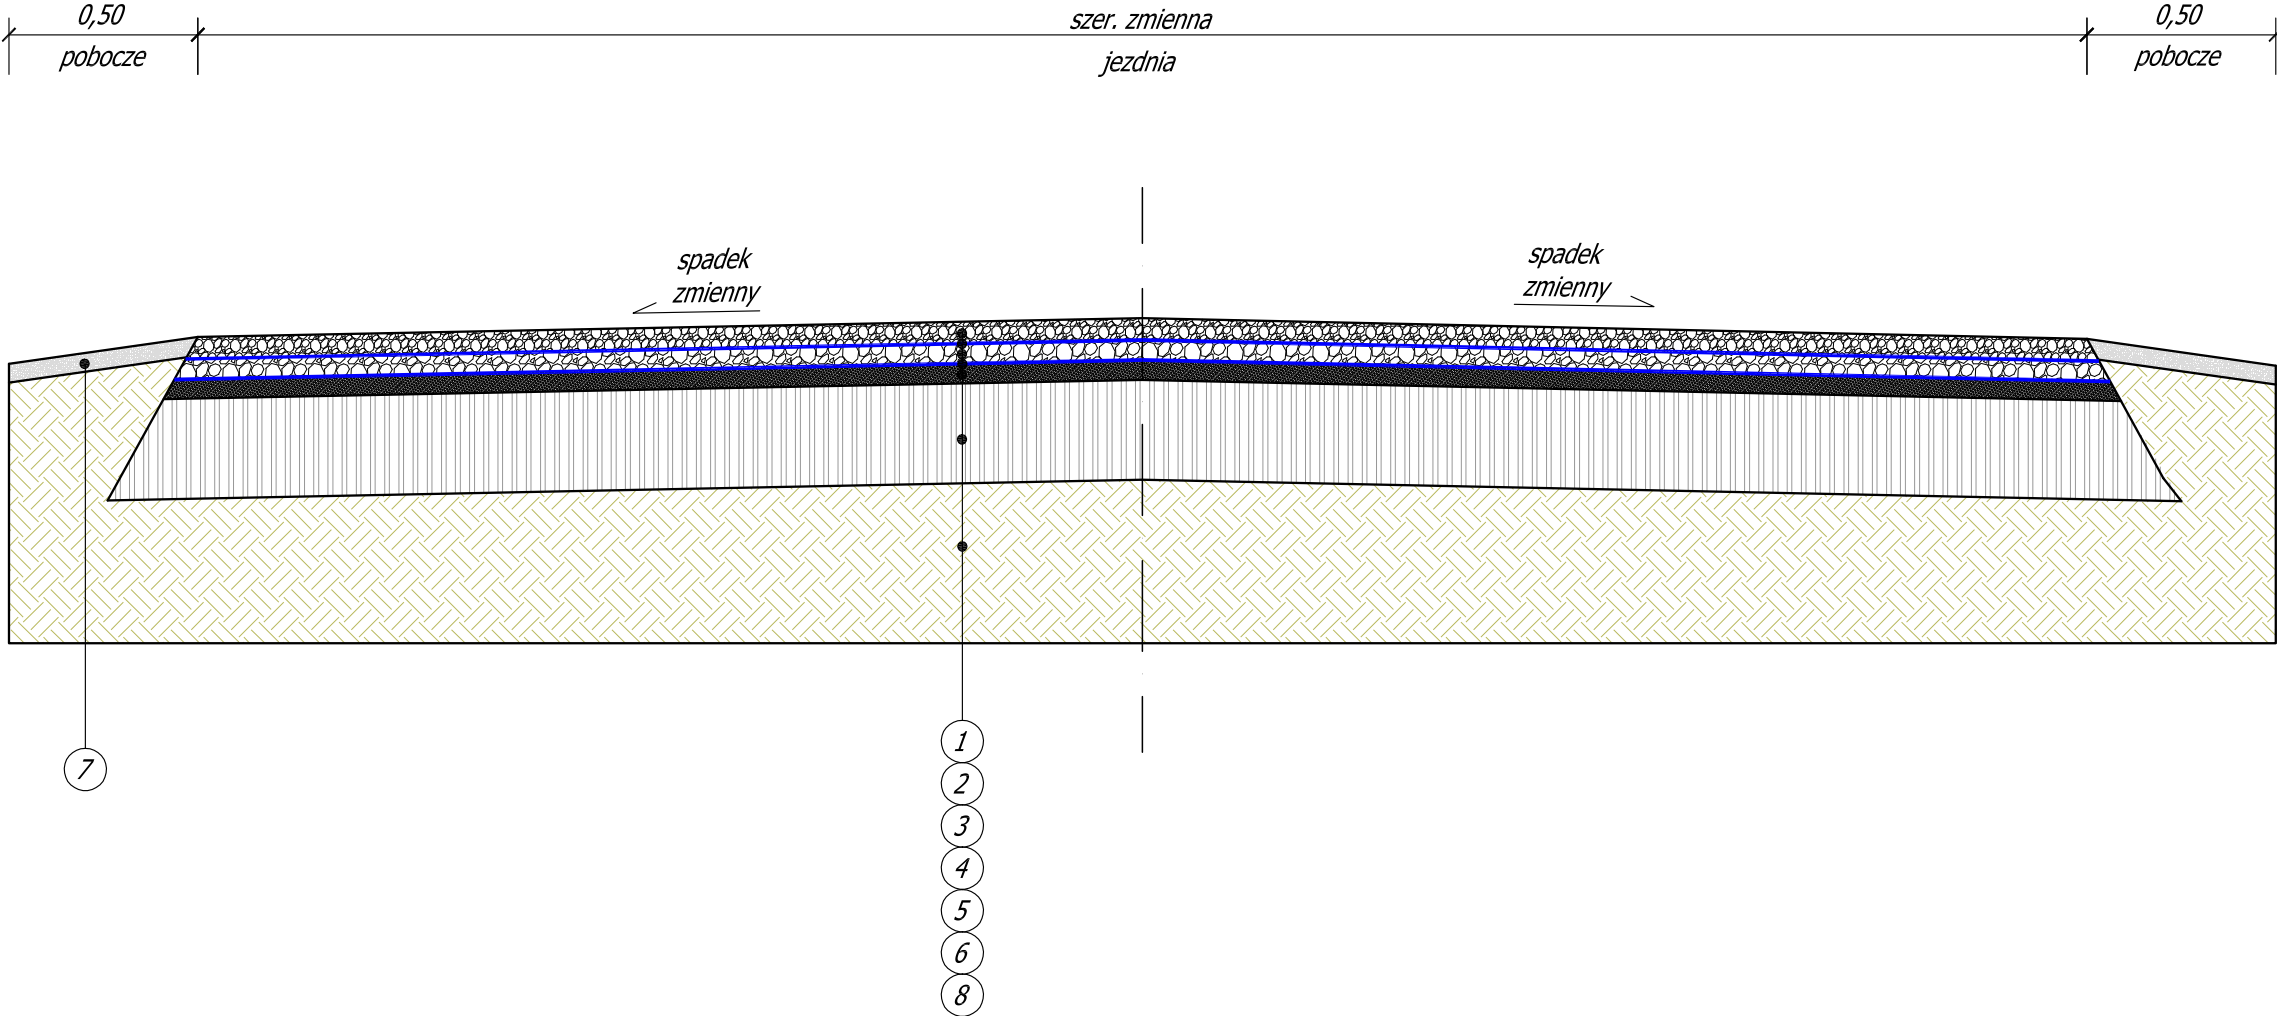 0,50
szer. zmienna
0,50
pobocze
jezdnia
pobocze
spadek
zmienny
spadek
zmienny
7
1
2
3
4
5
6
8